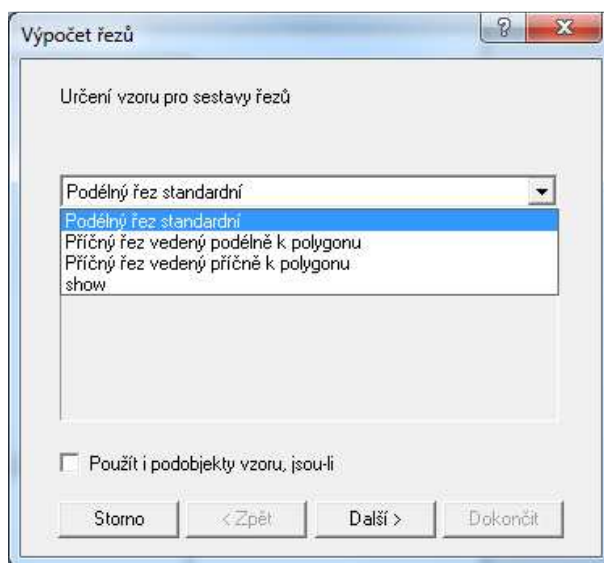 Výpočet řezů
Určení vzoru pro sestavy řezů
Podélný řez standardní
Podélný řez standardní
Příčný řez vedený podélně k polygonu
Příčný řez vedený příčně k polygonu
show
Použít i podobjekty vzoru, jsou-li
Storno < Zpět Další > Dokončit